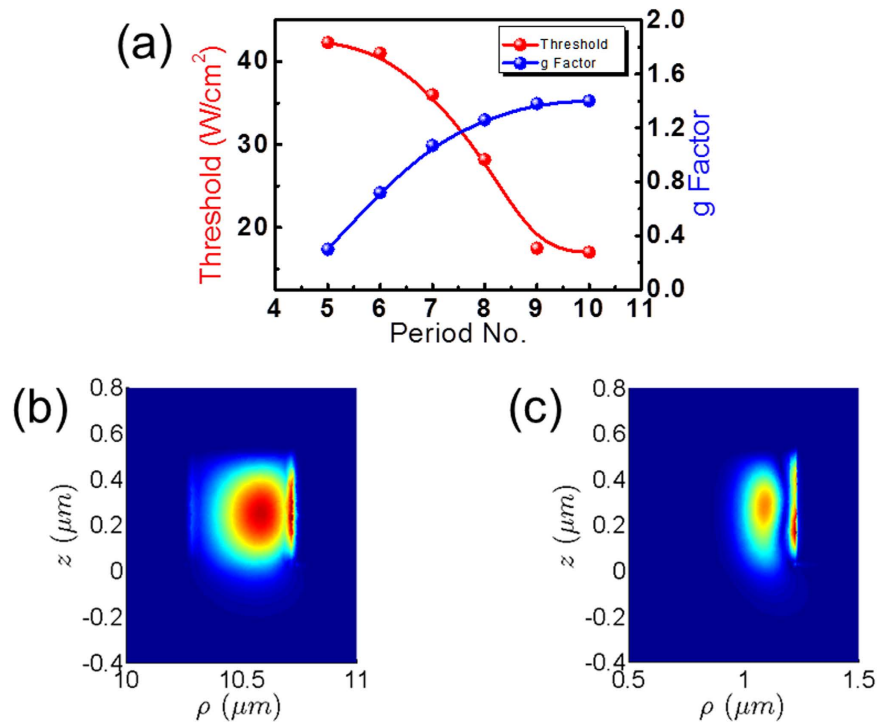 (a)
Threshold (W/cm²)
40
30
20
Threshold
g Factor
2.0
1.6
1.2
0.8
0.4
0.0
g Factor
4 5 6 7 8 9 10 11
Period No.
(b)
z (μm)
0.8
0.6
0.4
0.2
0
-0.2
-0.4
10 10.5 11
ρ (μm)
(c)
z (μm)
0.8
0.6
0.4
0.2
0
-0.2
-0.4
0.5 1 1.5
ρ (μm)